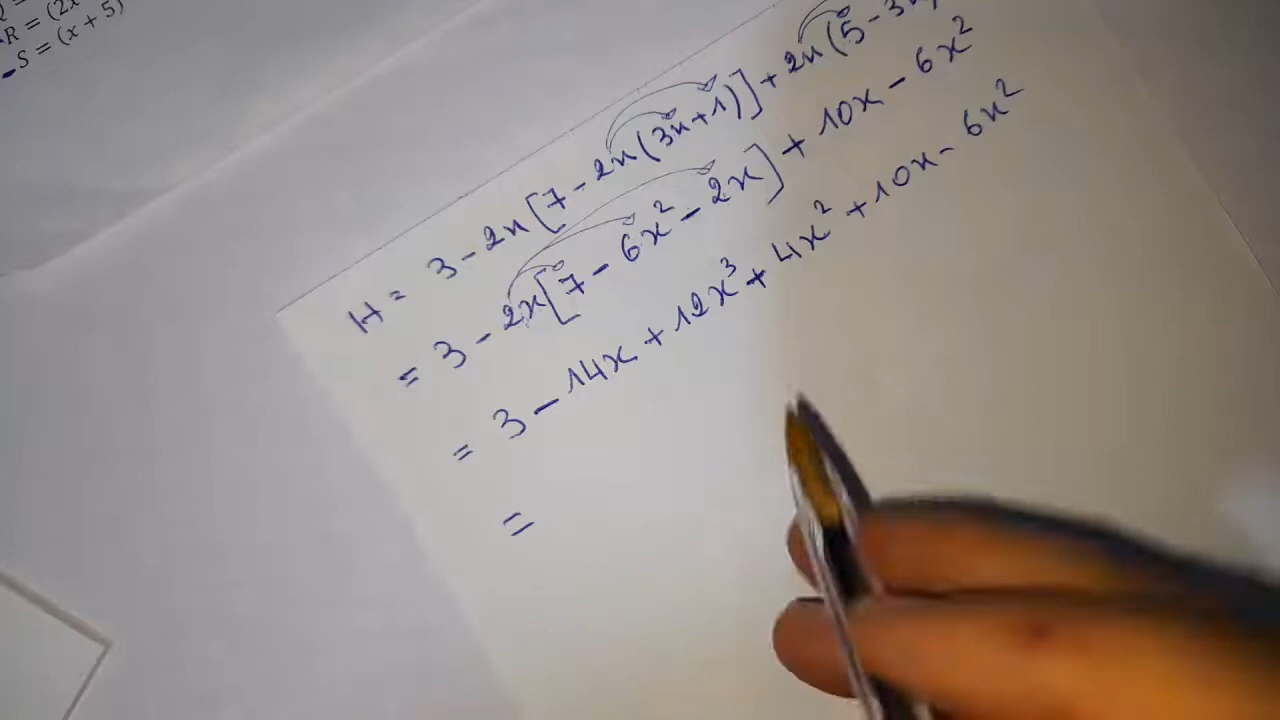 R = (2x
- S = (x + 5)
H = 3 - 2x[7 - 2x(3x + 1)] + 2x(5 - 3x)
= 3 - 2x[7 - 6x² - 2x] + 10x - 6x²
= 3 - 14x + 12x³ + 4x² + 10x - 6x²
=